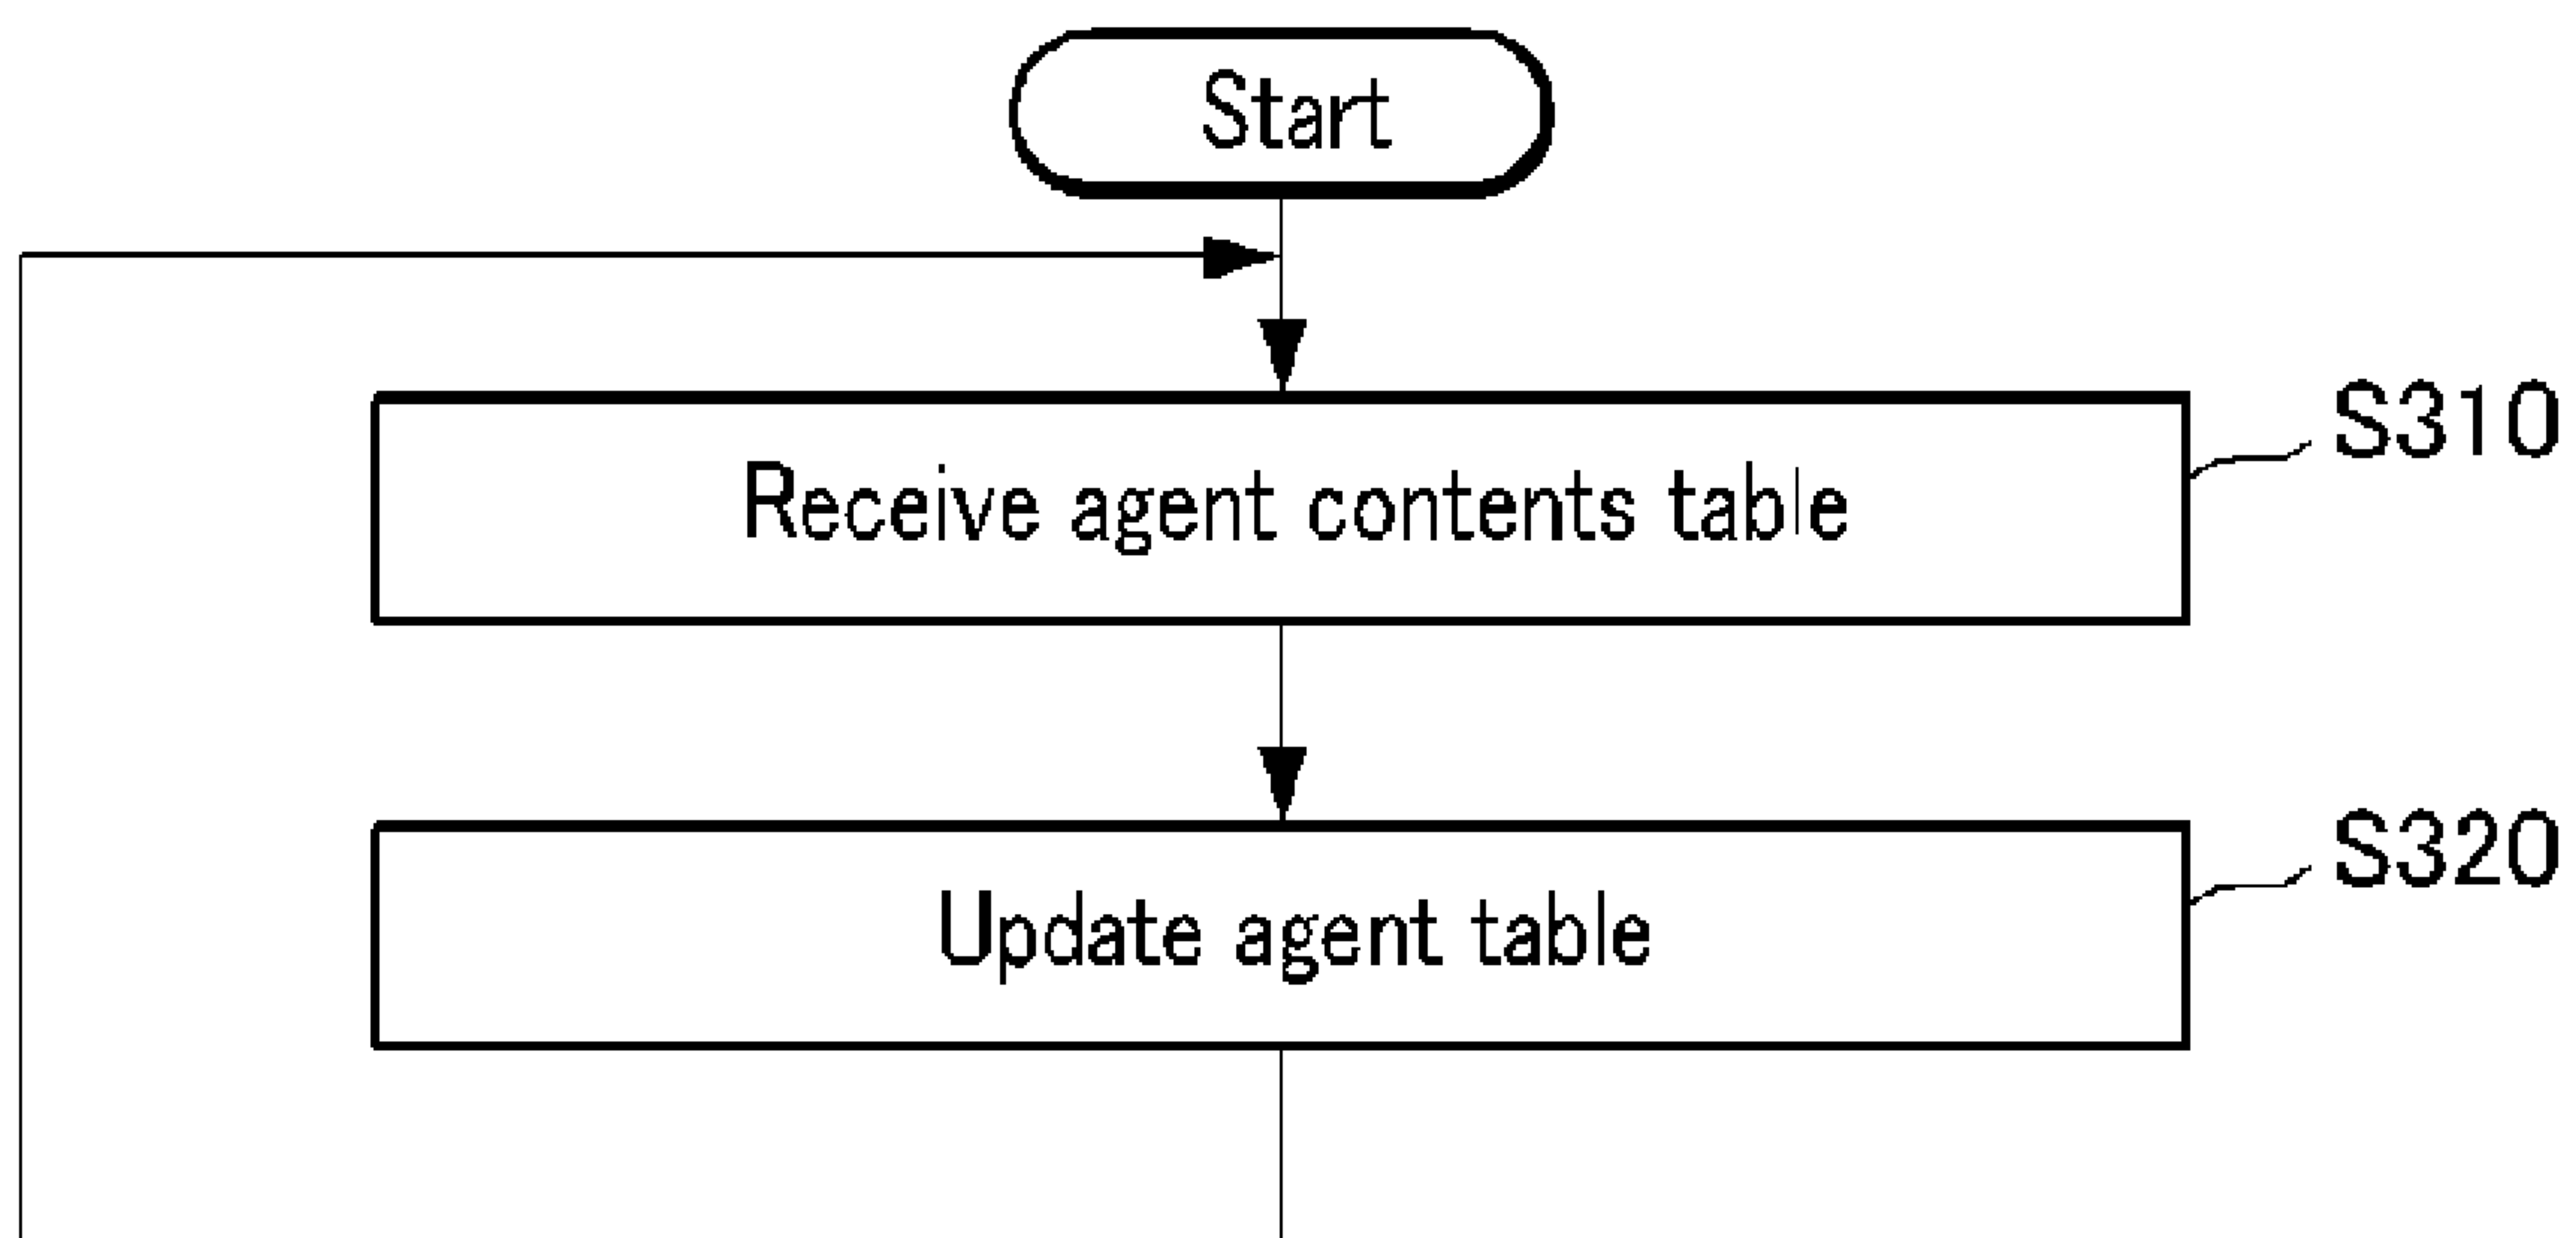 Start
Receive agent contents table
S310
Update agent table
S320